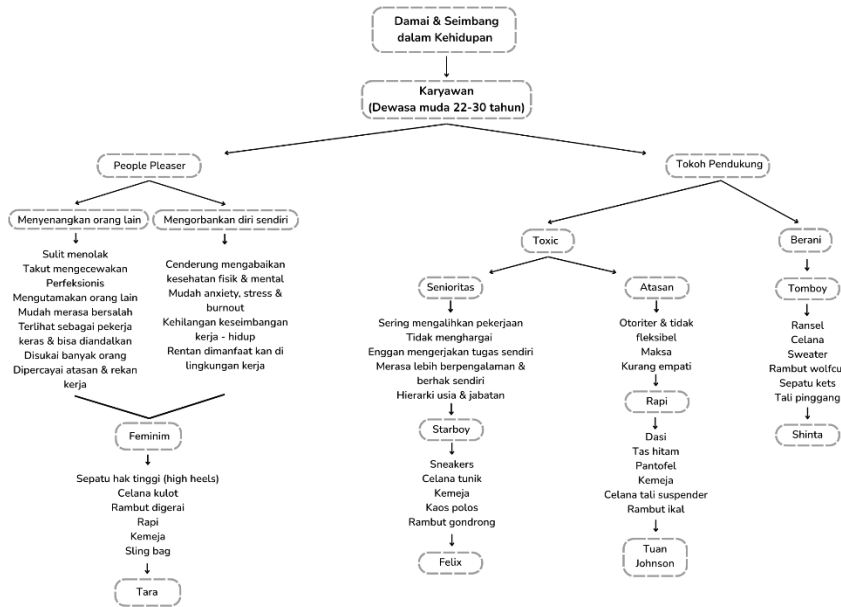 Damai & Seimbang
dalam Kehidupan
Karyawan
(Dewasa muda 22-30 tahun)
People Pleaser
Tokoh Pendukung
Menyenangkan orang lain
Mengorbankan diri sendiri
Sulit menolak
Takut mengecewakan
Perfeksionis
Mengutamakan orang lain
Mudah merasa bersalah
Terlihat sebagai pekerja
keras & bisa diandalkan
Disukai banyak orang
Dipercayai atasan & rekan
kerja
Cenderung mengabaikan
kesehatan fisik & mental
Mudah anxiety, stress &
burnout
Kehilangan keseimbangan
kerja - hidup
Rentan dimanfaat kan di
lingkungan kerja
Feminim
Sepatu hak tinggi (high heels)
Celana kulot
Rambut digerai
Rapi
Kemeja
Sling bag
Tara
Toxic
Berani
Senioritas
Atasan
Tomboy
Sering mengalihkan pekerjaan
Tidak menghargai
Enggan mengerjakan tugas sendiri
Merasa lebih berpengalaman &
berhak sendiri
Hierarki usia & jabatan
Starboy
Sneakers
Celana tunik
Kemeja
Kaos polos
Rambut gondrong
Felix
Otoriter & tidak
fleksibel
Maksa
Kurang empati
Rapi
Dasi
Tas hitam
Pantofel
Kemeja
Celana tali suspender
Rambut ikal
Tuan
Johnson
Ransel
Celana
Sweater
Rambut wolfcu
Sepatu kets
Tali pinggang
Shinta